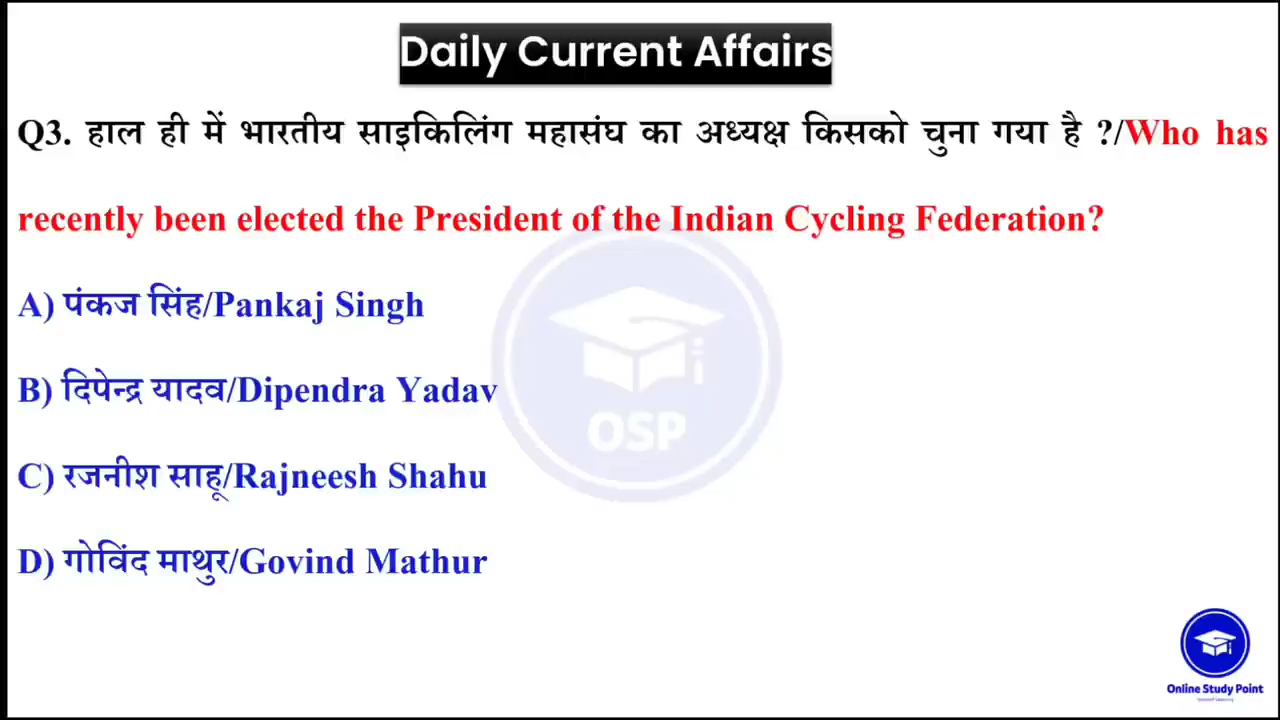 Daily Current Affairs
Q3. हाल ही में भारतीय साइकिलिंग महासंघ का अध्यक्ष किसको चुना गया है ?/Who has
recently been elected the President of the Indian Cycling Federation?
A) पंकज सिंह/Pankaj Singh
B) दिपेन्द्र यादव/Dipendra Yadav
C) रजनीश साहू/Rajneesh Shahu
D) गोविंद माथुर/Govind Mathur
OSP
Online Study Point